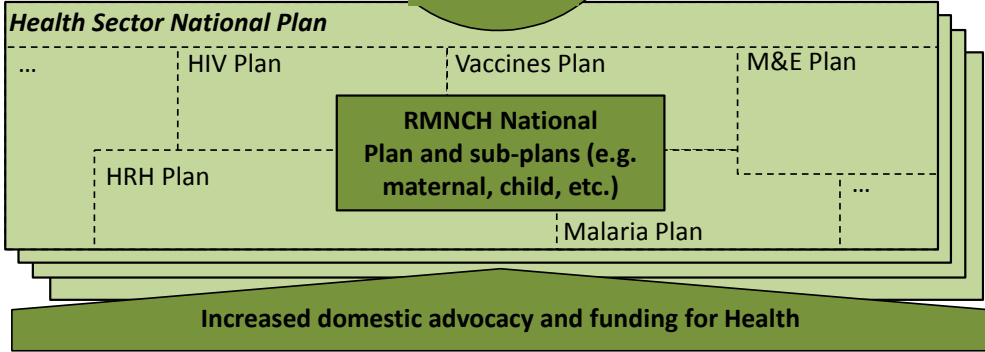 Health Sector National Plan
...
HIV Plan
Vaccines Plan
M&E Plan
RMNCH National
Plan and sub-plans (e.g.
maternal, child, etc.)
HRH Plan
...
Malaria Plan
Increased domestic advocacy and funding for Health